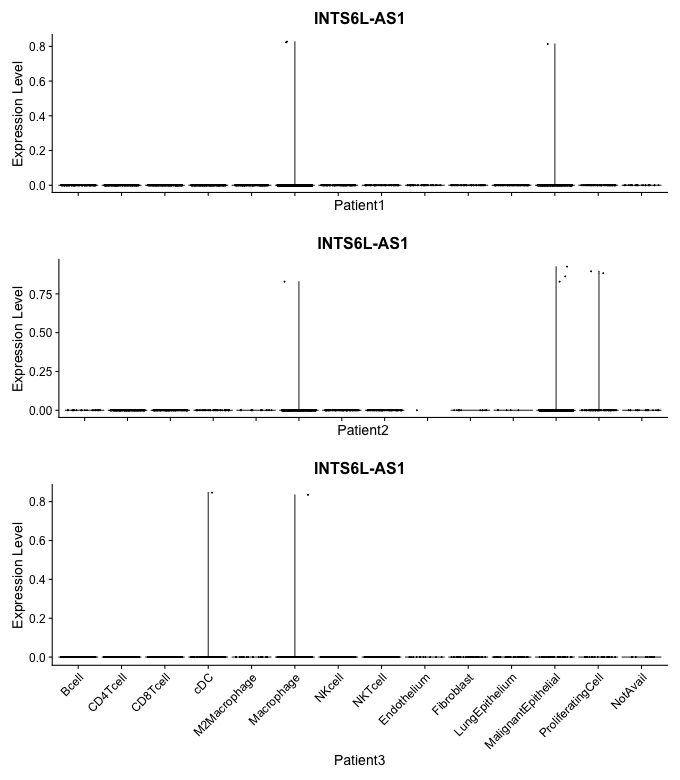 INTS6L-AS1
Expression Level
0.8
0.6
0.4
0.2
0.0
Patient1
INTS6L-AS1
Expression Level
0.75
0.50
0.25
0.00
Patient2
INTS6L-AS1
Expression Level
0.8
0.6
0.4
0.2
0.0
Bcell
CD4Tcell
CD8Tcell
cDC
M2Macrophage
Macrophage
NKcell
NKTcell
Endothelium
Fibroblast
LungEpithelium
MalignantEpithelial
ProliferatingCell
NotAvail
Patient3